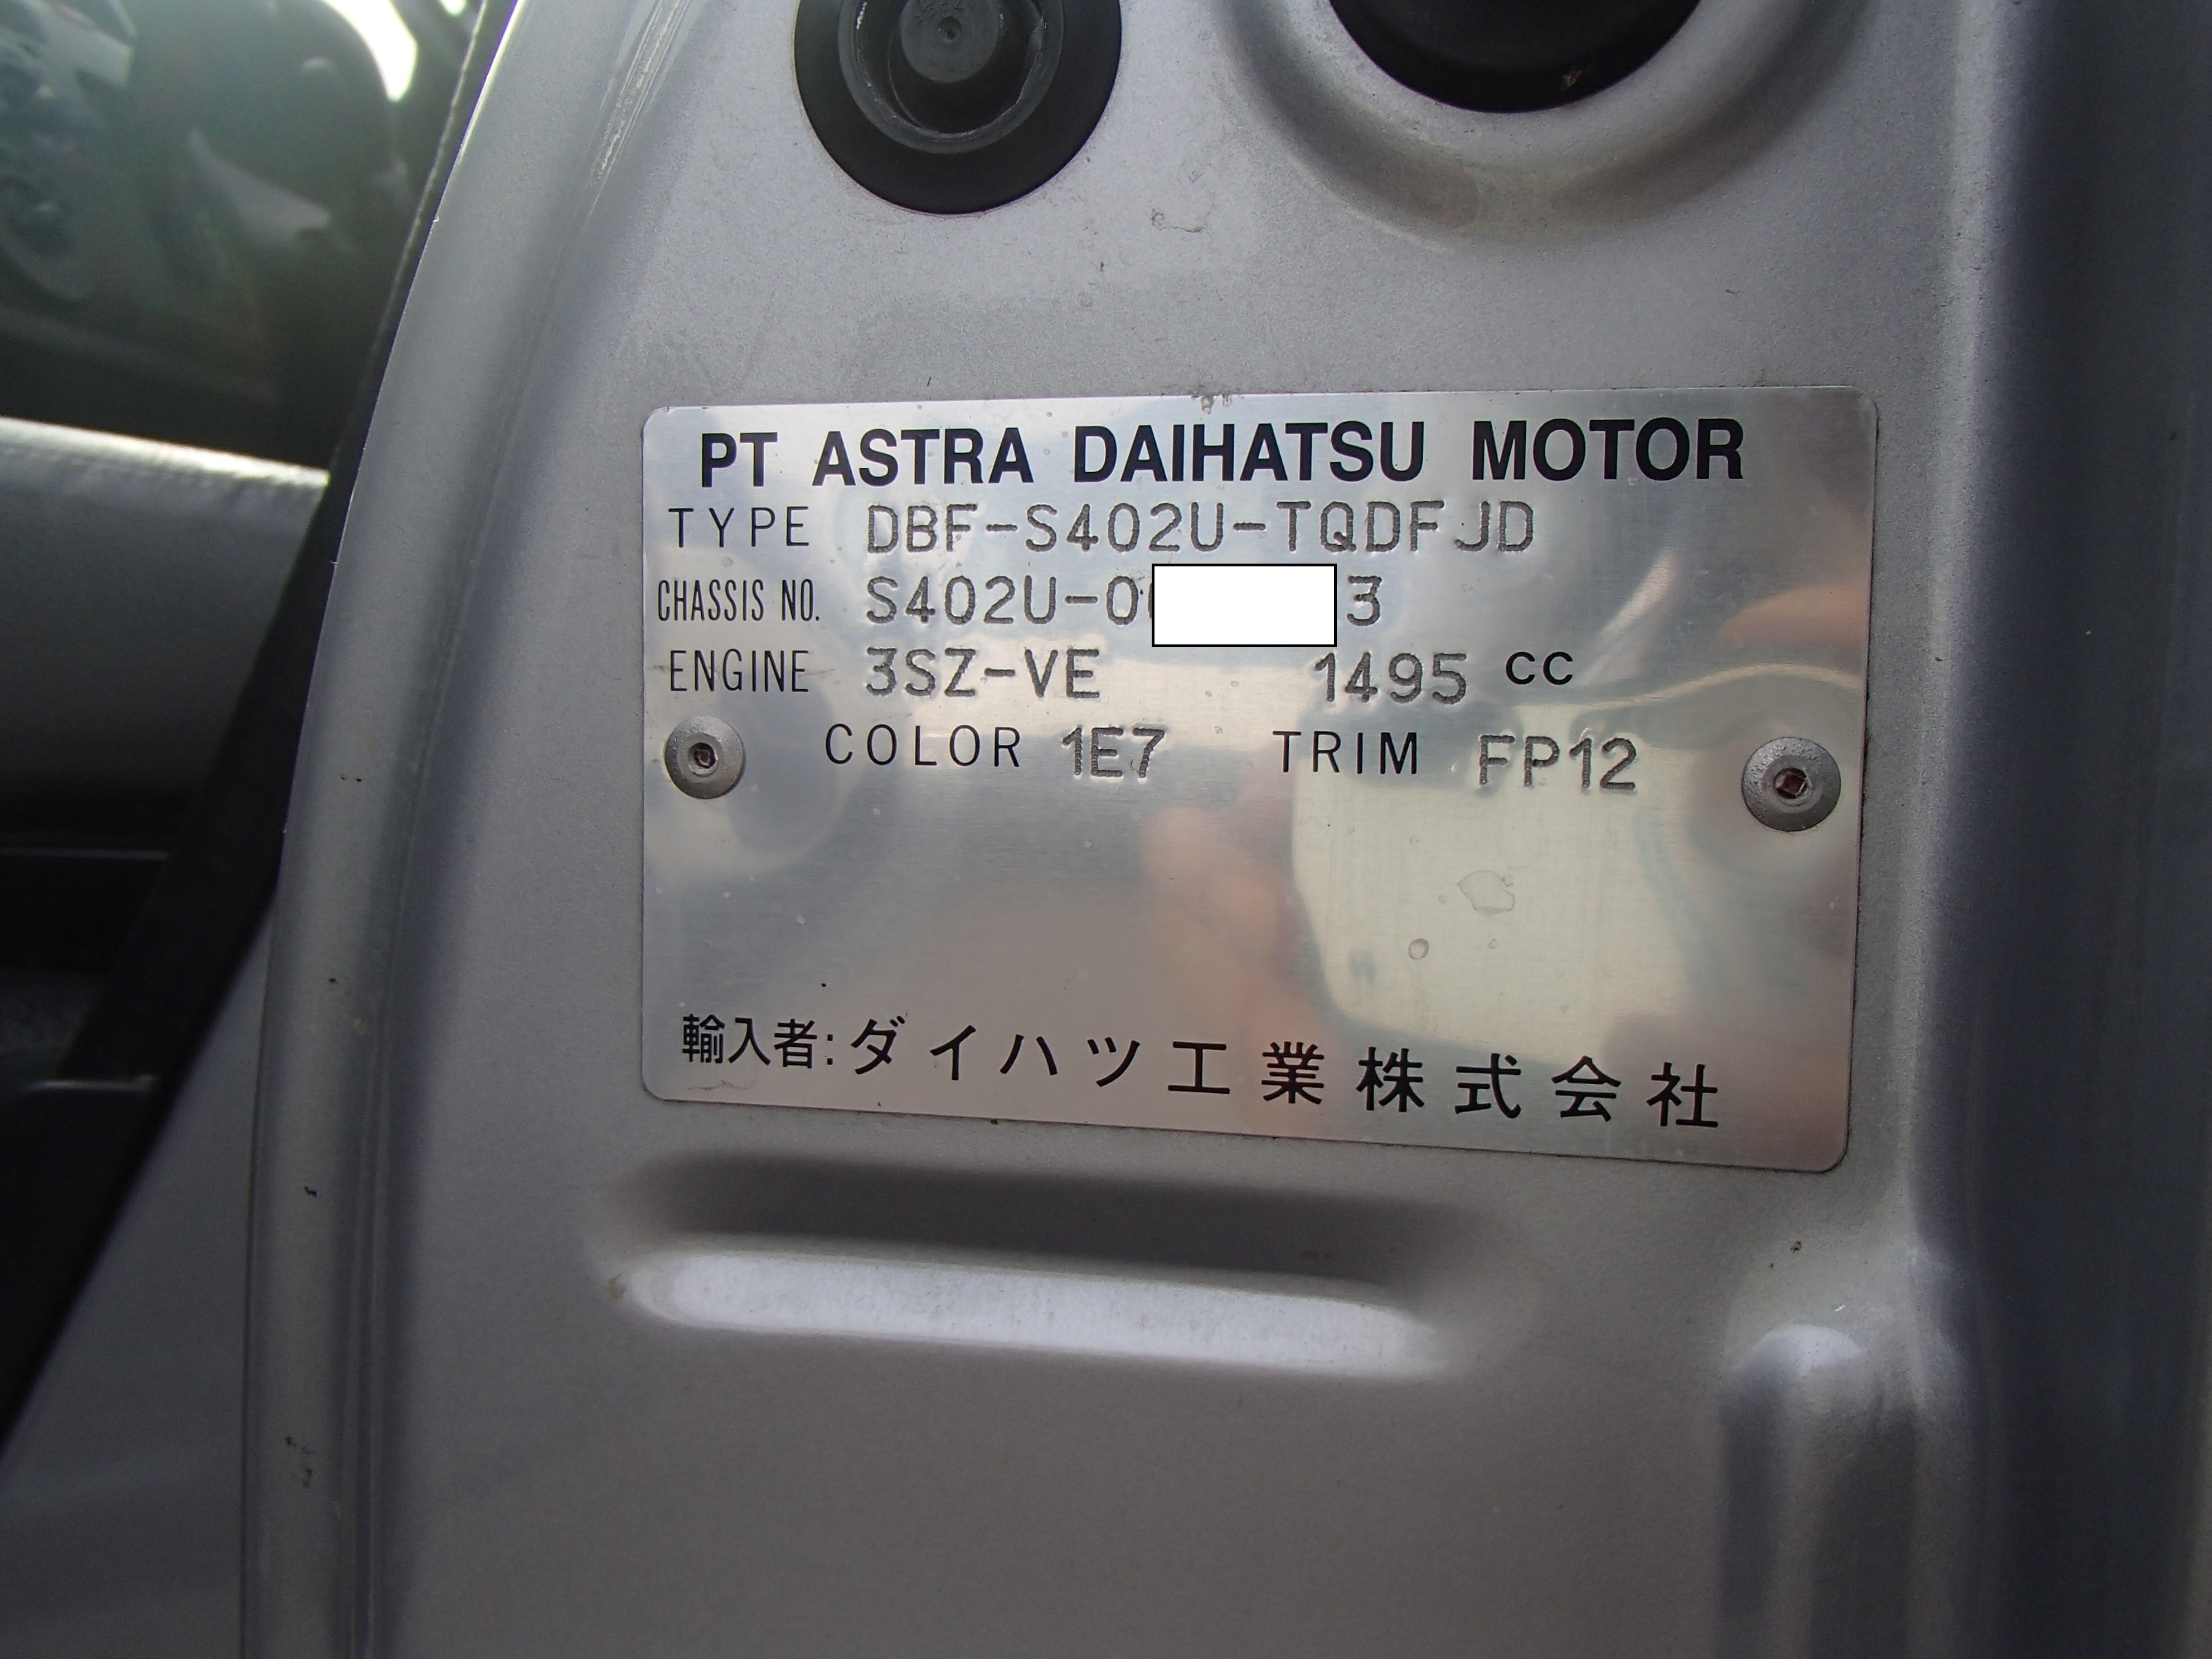 PT ASTRA DAIHATSU MOTOR
TYPE DBF-S402U-TQDFJD
CHASSIS NO. S402U-0 3
ENGINE 3SZ-VE 1495 CC
COLOR 1E7 TRIM FP12
輸入者:ダイハツ工業株式会社